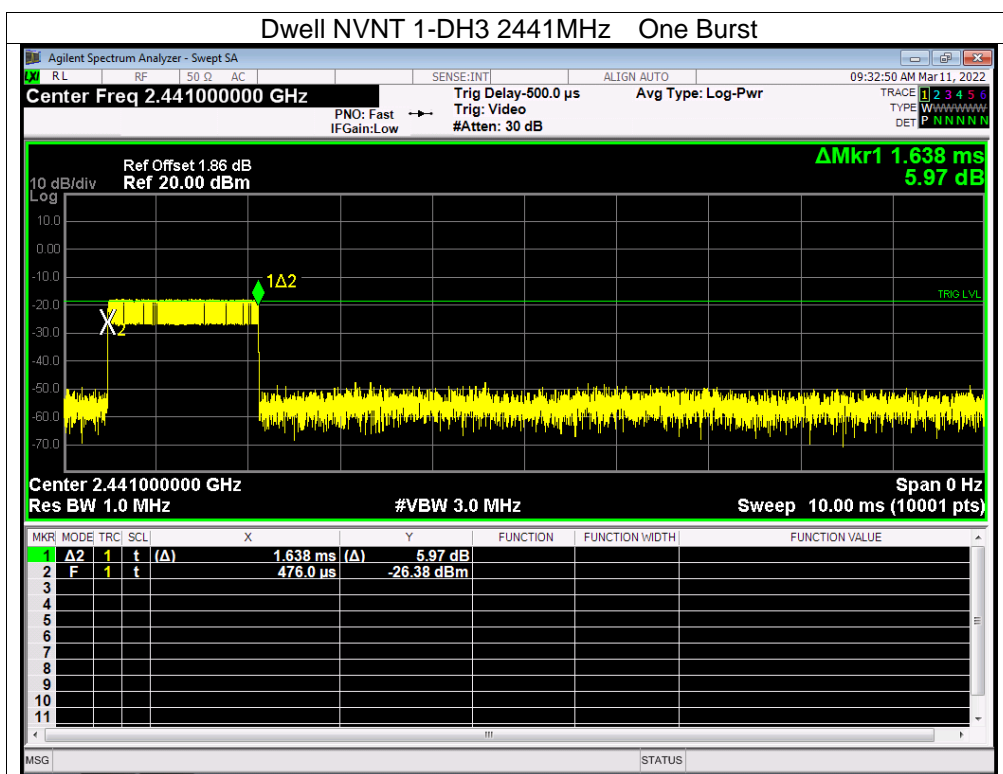 Dwell NVNT 1-DH3 2441MHz One Burst
Agilent Spectrum Analyzer - Swept SA
LXI RL RF 50 Ω AC SENSE:INT ALIGN AUTO 09:32:50 AM Mar 11, 2022
Center Freq 2.441000000 GHz Trig Delay-500.0 µs Avg Type: Log-Pwr TRACE 1 2 3 4 5 6
PNO: Fast Trig: Video TYPE WWWWWW
IFGain:Low #Atten: 30 dB DET P N N N N N
ΔMkr1 1.638 ms
5.97 dB
Ref Offset 1.86 dB
10 dB/div Ref 20.00 dBm
Log
10.0
0.00
-10.0
1Δ2
TRIG LVL
-20.0
2
-30.0
-40.0
-50.0
-60.0
-70.0
Center 2.441000000 GHz Span 0 Hz
Res BW 1.0 MHz #VBW 3.0 MHz Sweep 10.00 ms (10001 pts)
MKR MODE TRC SCL X Y FUNCTION FUNCTION WIDTH FUNCTION VALUE
1 Δ2 1 t (Δ) 1.638 ms (Δ) 5.97 dB
2 F 1 t 476.0 µs -26.38 dBm
3
4
5
6
7
8
9
10
11
MSG STATUS